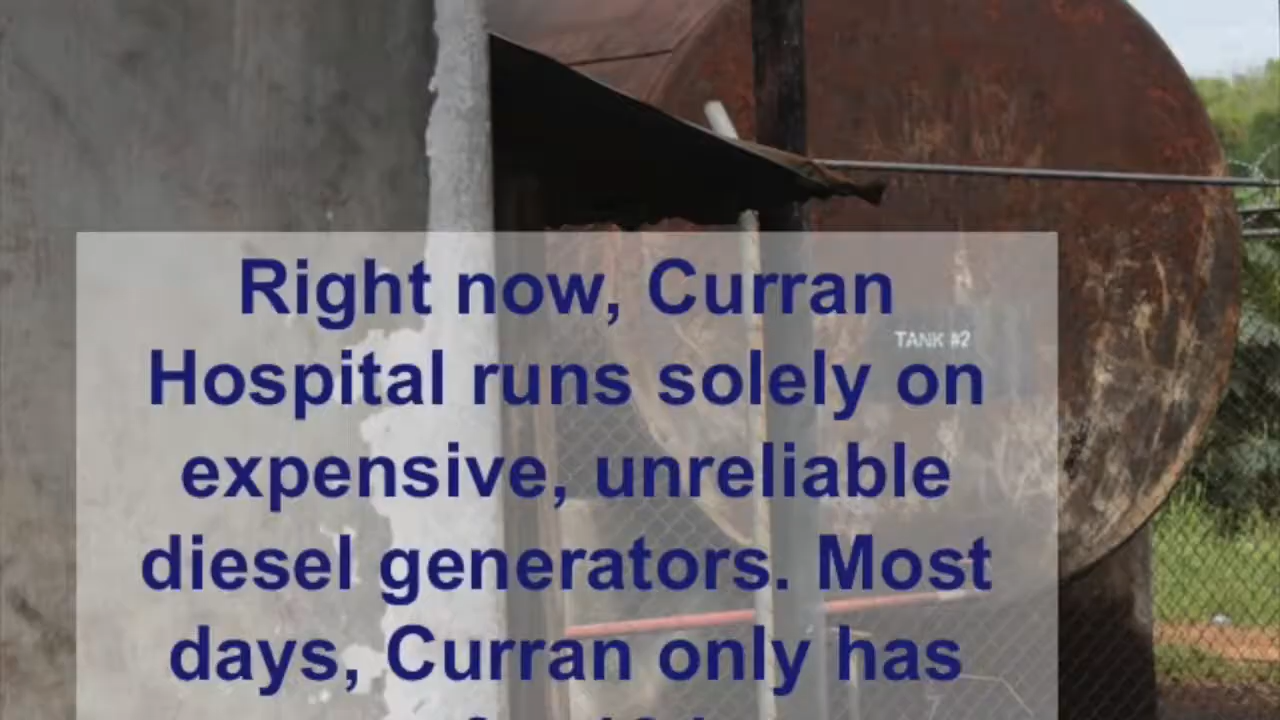 Right now, Curran
TANK #2
Hospital runs solely on
expensive, unreliable
diesel generators. Most
days, Curran only has